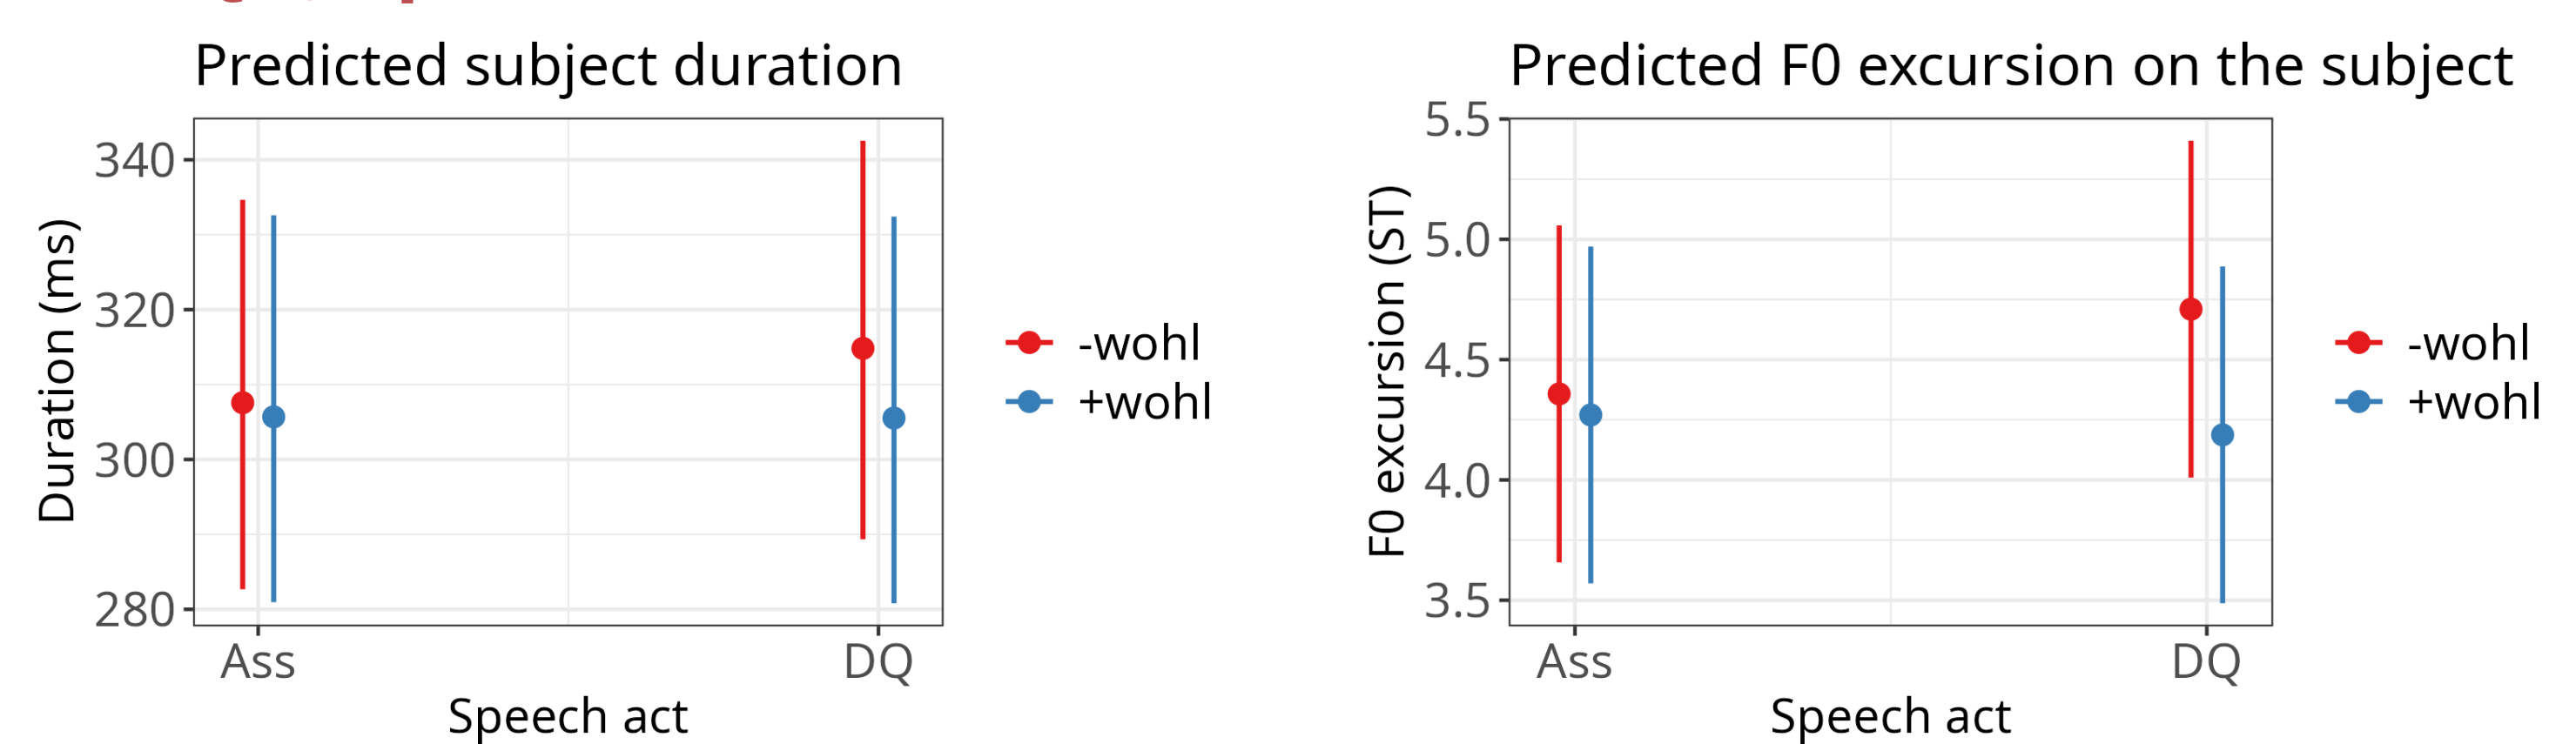 Predicted subject duration
340
320
300
280
Duration (ms)
Ass
DQ
Speech act
-wohl
+wohl
Predicted F0 excursion on the subject
5.5
5.0
4.5
4.0
3.5
F0 excursion (ST)
Ass
DQ
Speech act
-wohl
+wohl